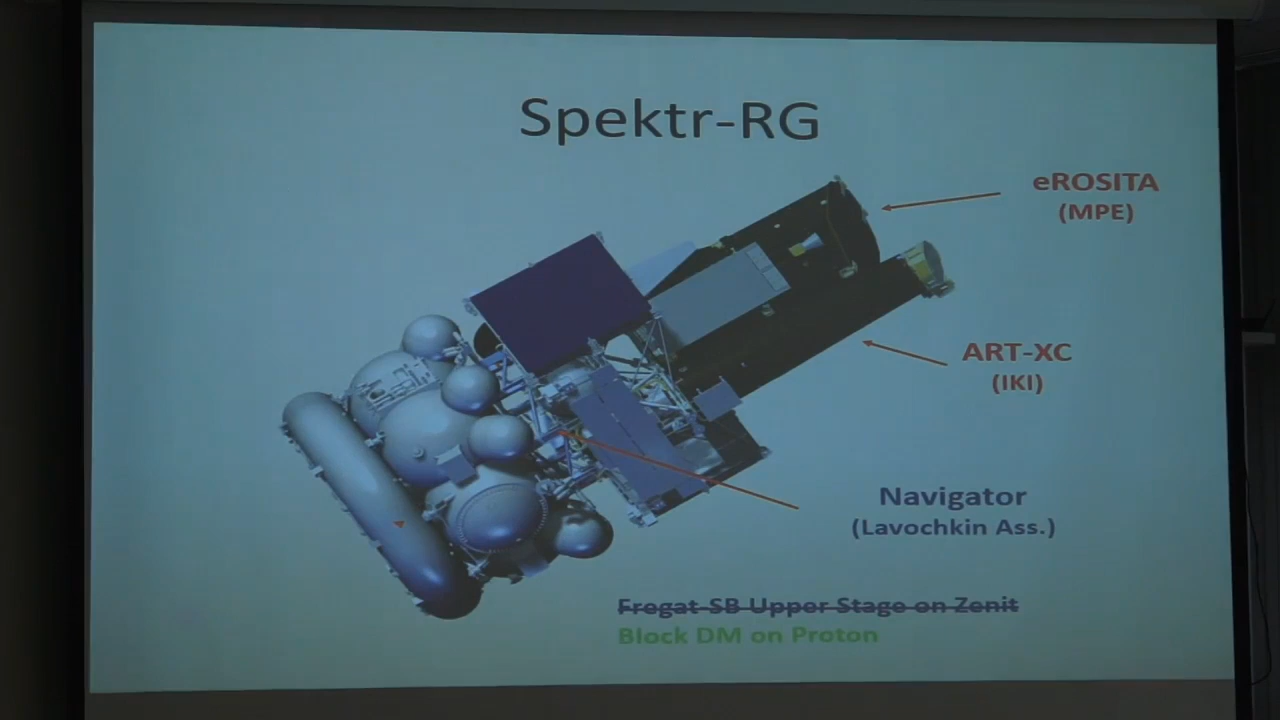 Spektr-RG
eROSITA
(MPE)
ART-XC
(IKI)
Navigator
(Lavochkin Ass.)
Fregat-SB Upper Stage on Zenit
Block DM on Proton